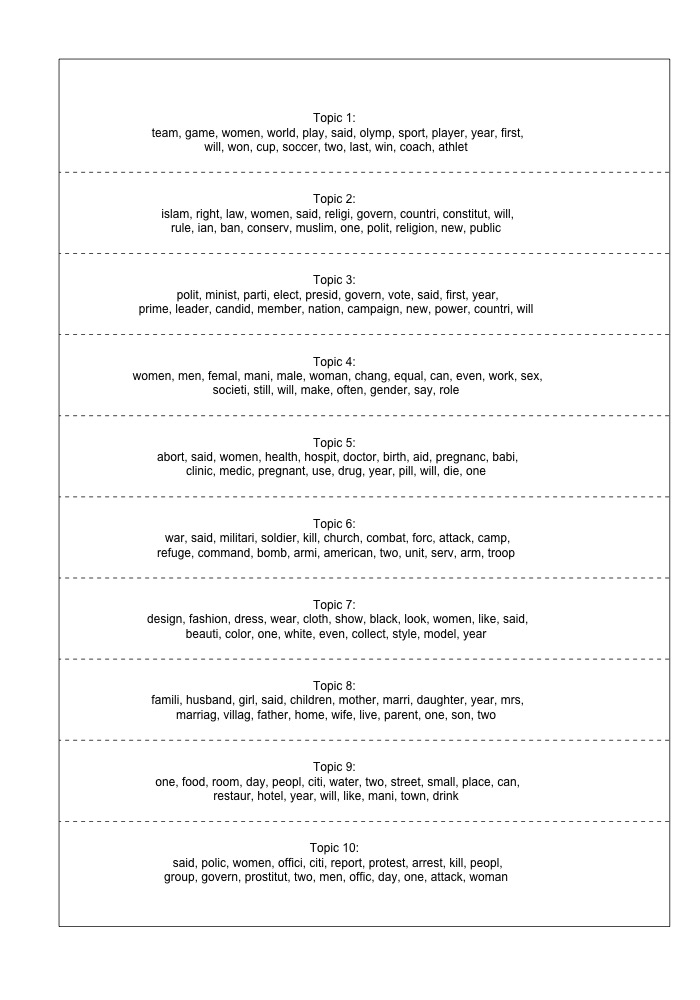 Topic 1:
team, game, women, world, play, said, olymp, sport, player, year, first,
will, won, cup, soccer, two, last, win, coach, athlet
Topic 2:
islam, right, law, women, said, religi, govern, countri, constitut, will,
rule, ian, ban, conserv, muslim, one, polit, religion, new, public
Topic 3:
polit, minist, parti, elect, presid, govern, vote, said, first, year,
prime, leader, candid, member, nation, campaign, new, power, countri, will
Topic 4:
women, men, femal, mani, male, woman, chang, equal, can, even, work, sex,
societi, still, will, make, often, gender, say, role
Topic 5:
abort, said, women, health, hospit, doctor, birth, aid, pregnanc, babi,
clinic, medic, pregnant, use, drug, year, pill, will, die, one
Topic 6:
war, said, militari, soldier, kill, church, combat, forc, attack, camp,
refuge, command, bomb, armi, american, two, unit, serv, arm, troop
Topic 7:
design, fashion, dress, wear, cloth, show, black, look, women, like, said,
beauti, color, one, white, even, collect, style, model, year
Topic 8:
famili, husband, girl, said, children, mother, marri, daughter, year, mrs,
marriag, villag, father, home, wife, live, parent, one, son, two
Topic 9:
one, food, room, day, peopl, citi, water, two, street, small, place, can,
restaur, hotel, year, will, like, mani, town, drink
Topic 10:
said, polic, women, offici, citi, report, protest, arrest, kill, peopl,
group, govern, prostitut, two, men, offic, day, one, attack, woman